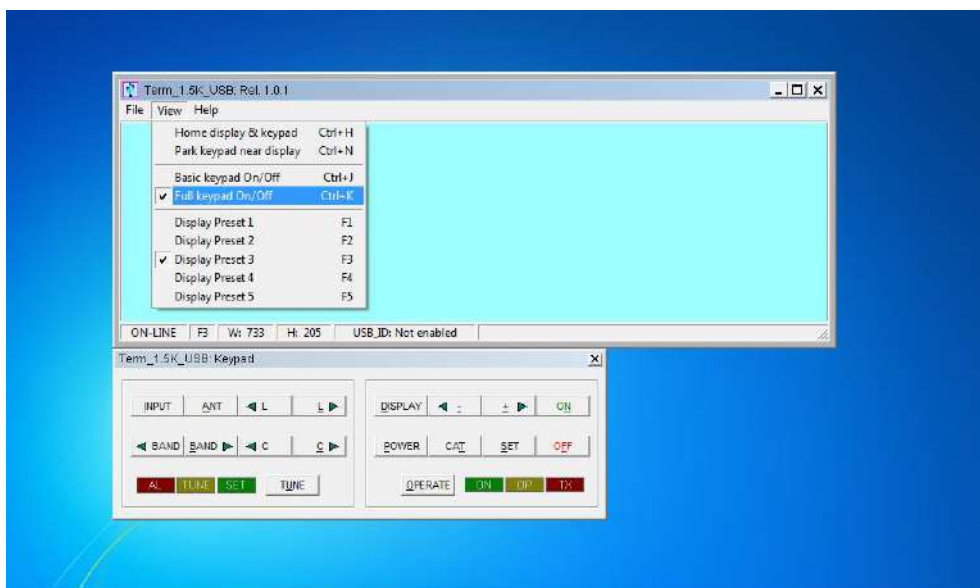 Term_1.5K_USB: Rel. 1.0.1
File View Help
Home display & keypad Ctrl+H
Park keypad near display Ctrl+N
Basic keypad On/Off Ctrl+J
Full keypad On/Off Ctrl+K
Display Preset 1 F1
Display Preset 2 F2
Display Preset 3 F3
Display Preset 4 F4
Display Preset 5 F5
ON-LINE F3 W: 733 H: 205 USB_ID: Not enabled
Term_1.5K_USB: Keypad
INPUT ANT ◀ L L ▶ DISPLAY ◀ - ± ▶ ON
◀ BAND BAND ▶ ◀ C C ▶ POWER CAT SET OFF
AL TUNE SET TUNE OPERATE ON OP TX